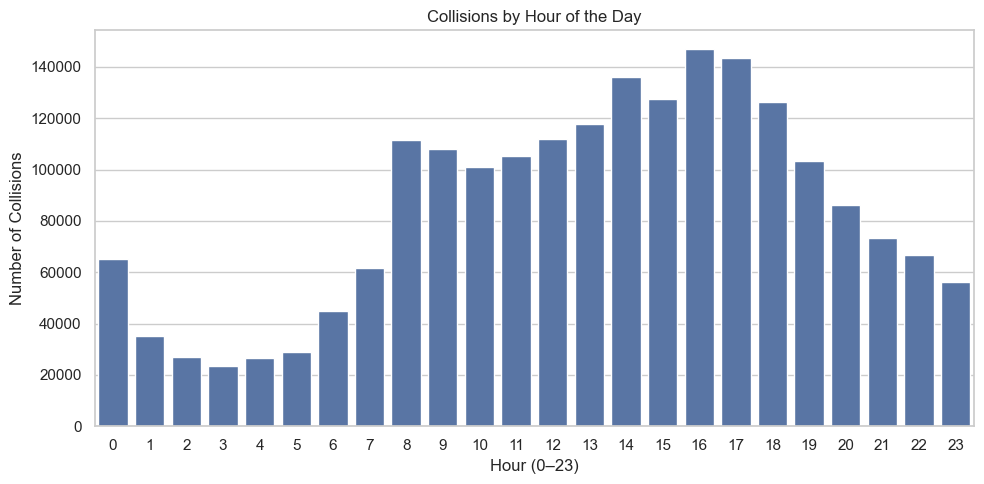 Collisions by Hour of the Day
Number of Collisions
140000
120000
100000
80000
60000
40000
20000
0
0 1 2 3 4 5 6 7 8 9 10 11 12 13 14 15 16 17 18 19 20 21 22 23
Hour (0–23)